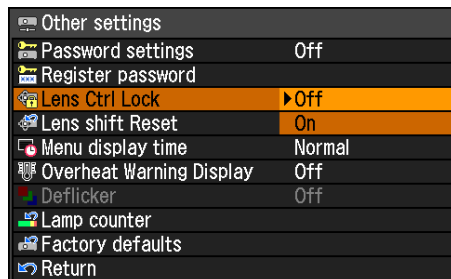 Other settings
Password settings Off
Register password
Lens Ctrl Lock Off
Lens shift Reset On
Menu display time Normal
Overheat Warning Display Off
Deflicker Off
Lamp counter
Factory defaults
Return